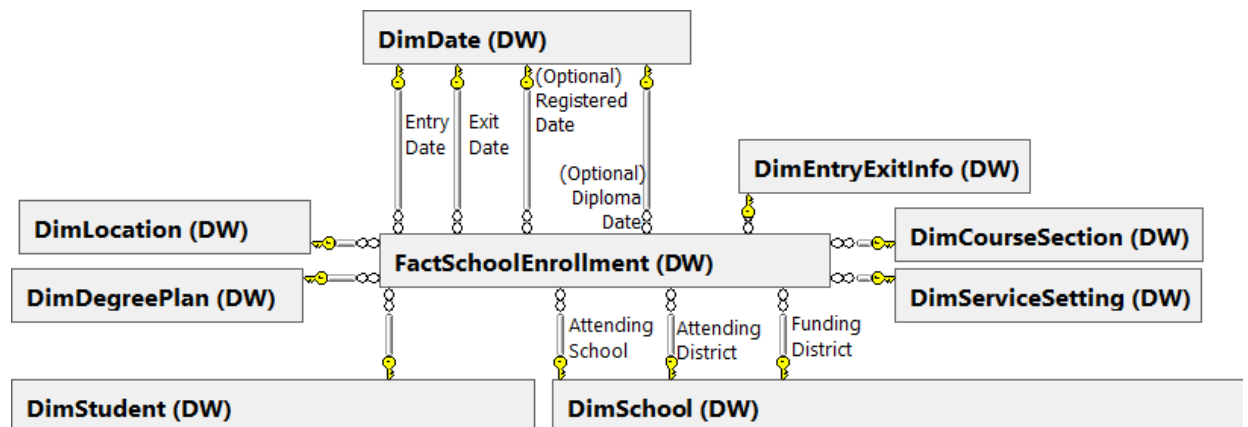 DimDate (DW)
(Optional)
Registered
Date
Entry
Date
Exit
Date
(Optional)
Diploma
Date
DimEntryExitInfo (DW)
DimLocation (DW)
DimCourseSection (DW)
FactSchoolEnrollment (DW)
DimDegreePlan (DW)
DimServiceSetting (DW)
Attending
School
Attending
District
Funding
District
DimStudent (DW)
DimSchool (DW)